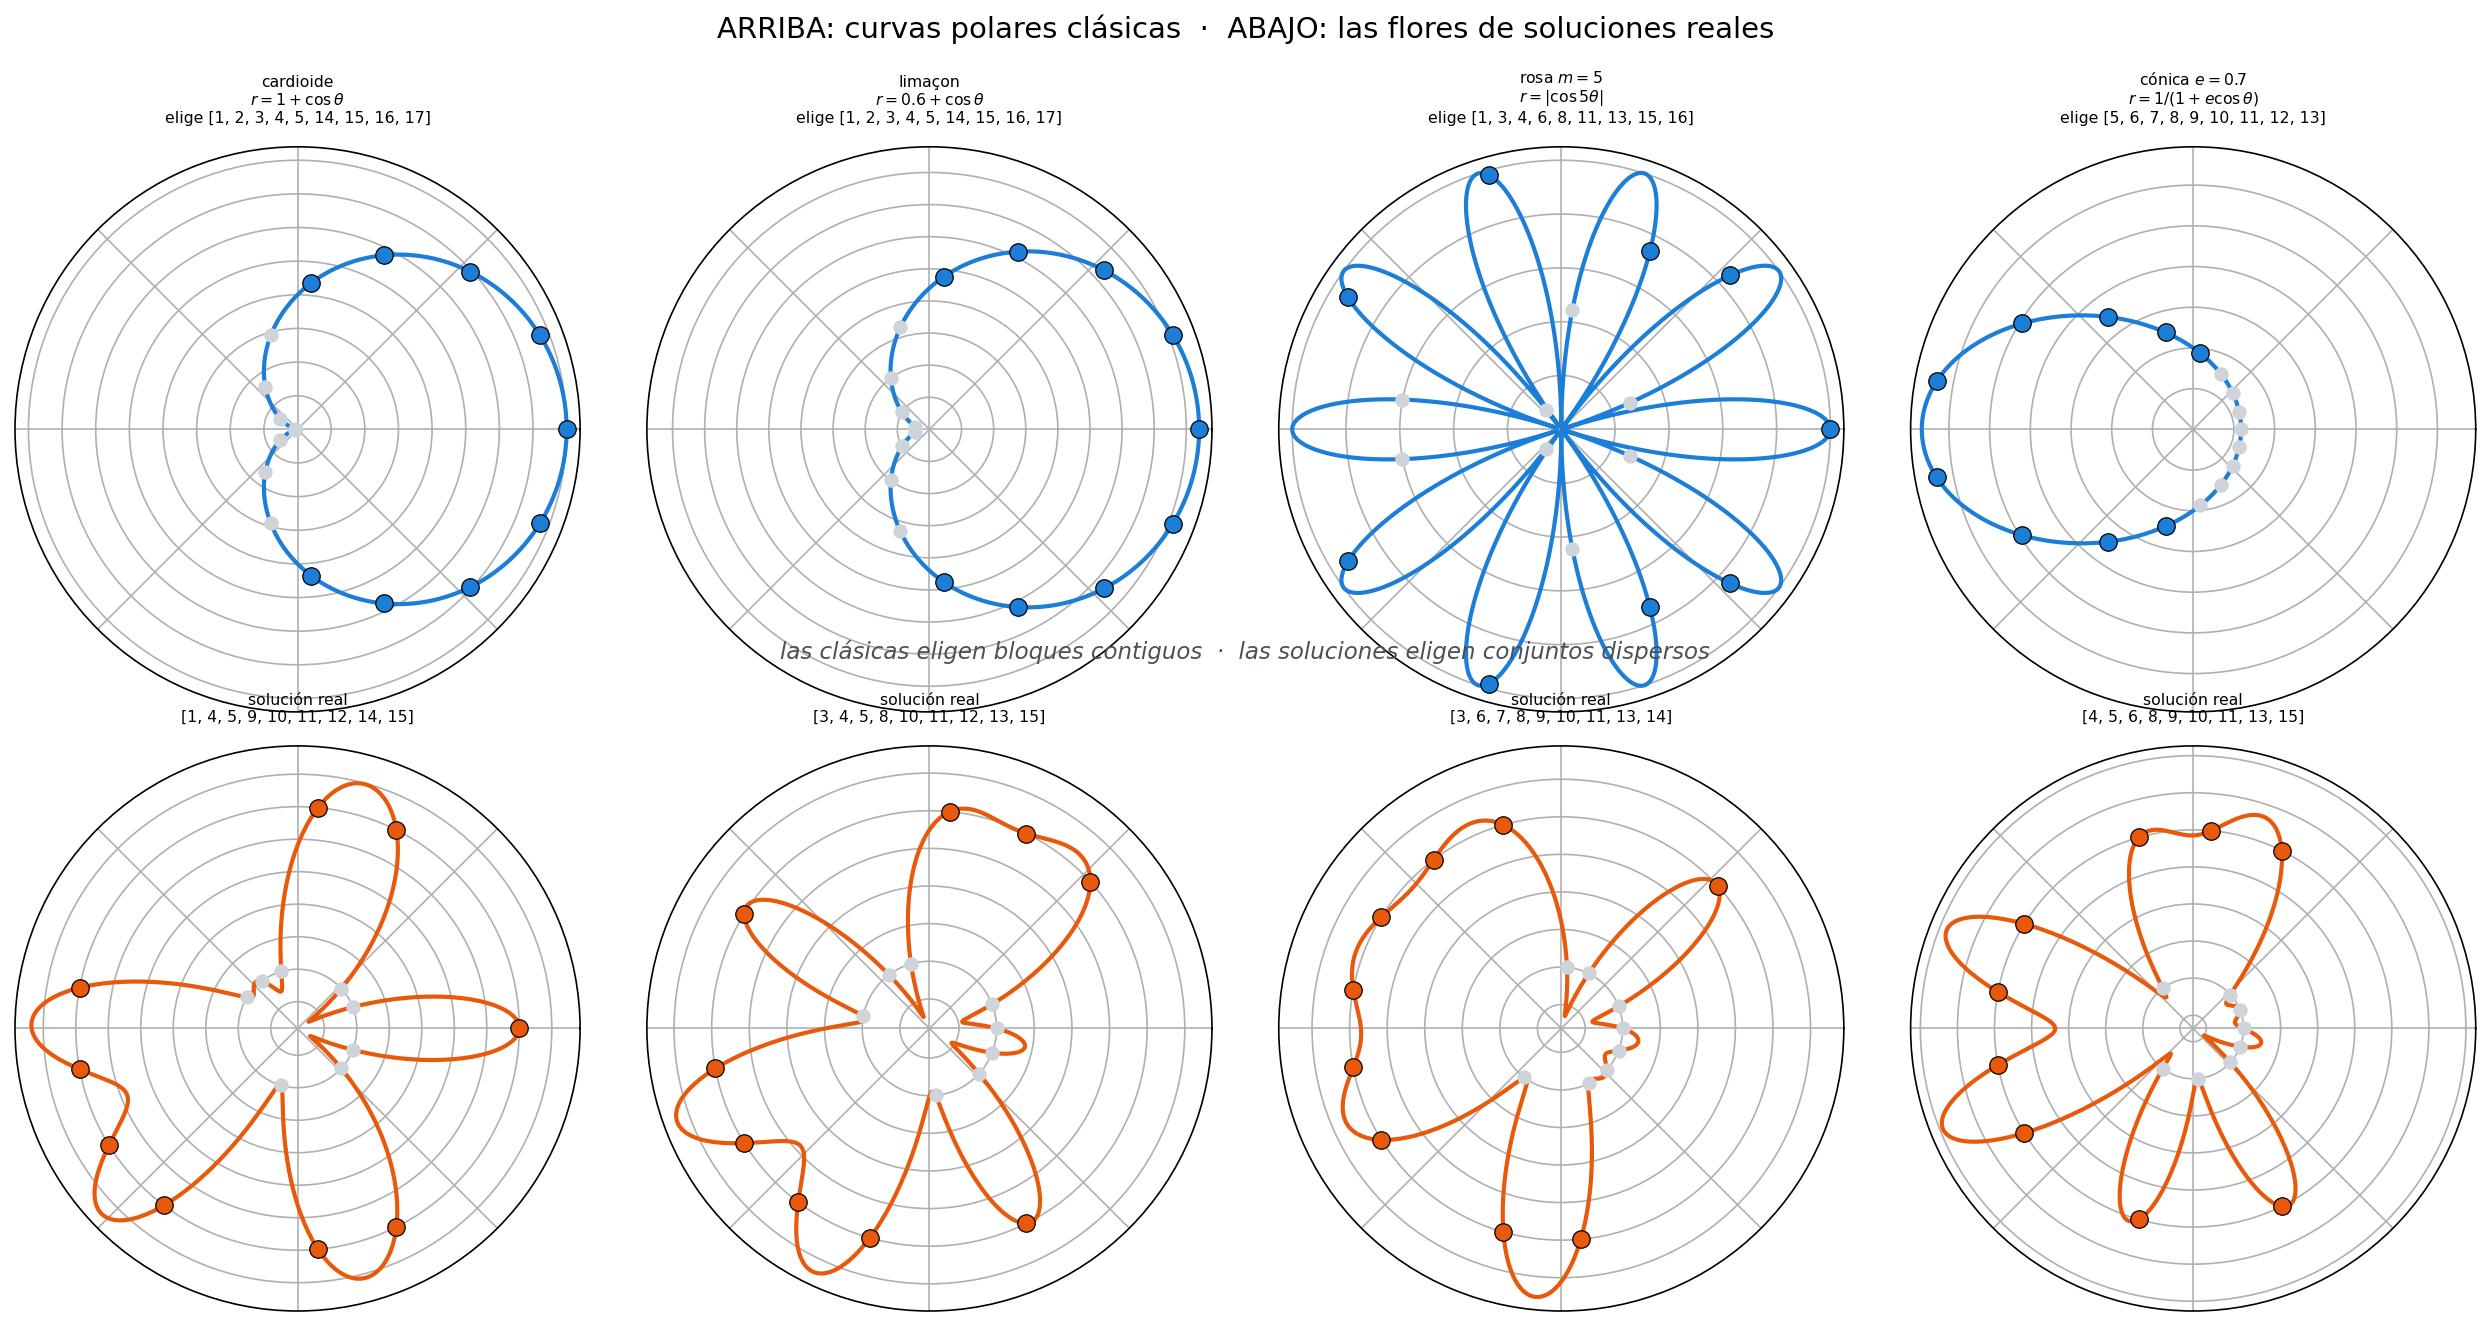 ARRIBA: curvas polares clásicas · ABAJO: las flores de soluciones reales
cardioide
r = 1 + cos θ
elige [1, 2, 3, 4, 5, 14, 15, 16, 17]
limaçon
r = 0.6 + cos θ
elige [1, 2, 3, 4, 5, 14, 15, 16, 17]
rosa m = 5
r = |cos 5θ|
elige [1, 3, 4, 6, 8, 11, 13, 15, 16]
cónica e = 0.7
r = 1/(1 + e cos θ)
elige [5, 6, 7, 8, 9, 10, 11, 12, 13]
las clásicas eligen bloques contiguos · las soluciones eligen conjuntos dispersos
solución real
[1, 4, 5, 9, 10, 11, 12, 14, 15]
solución real
[3, 4, 5, 8, 10, 11, 12, 13, 15]
solución real
[3, 6, 7, 8, 9, 10, 11, 13, 14]
solución real
[4, 5, 6, 8, 9, 10, 11, 13, 15]